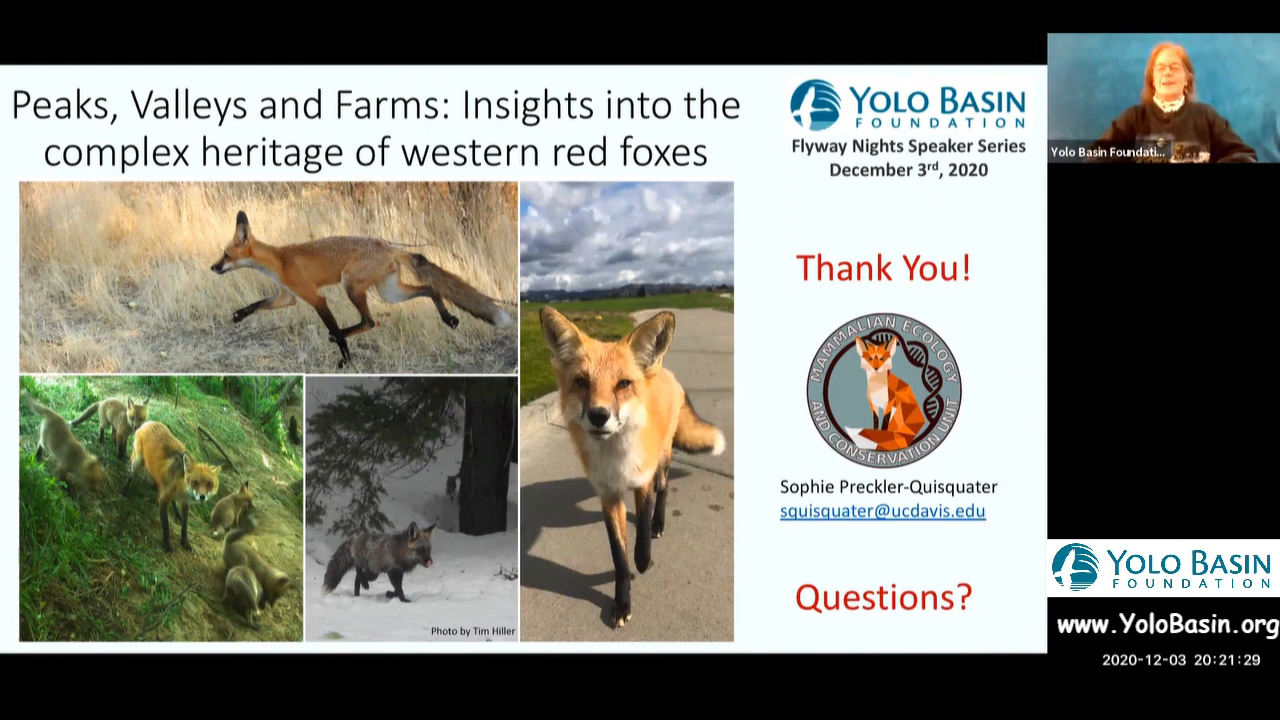 Peaks, Valleys and Farms: Insights into the
complex heritage of western red foxes
YOLO BASIN
FOUNDATION
Flyway Nights Speaker Series
December 3rd, 2020
Thank You!
MAMMALIAN ECOLOGY
AND CONSERVATION UNIT
Sophie Preckler-Quisquater
squisquater@ucdavis.edu
Questions?
Photo by Tim Hiller
Yolo Basin Foundati...
YOLO BASIN
FOUNDATION
www.YoloBasin.org
2020-12-03 20:21:29